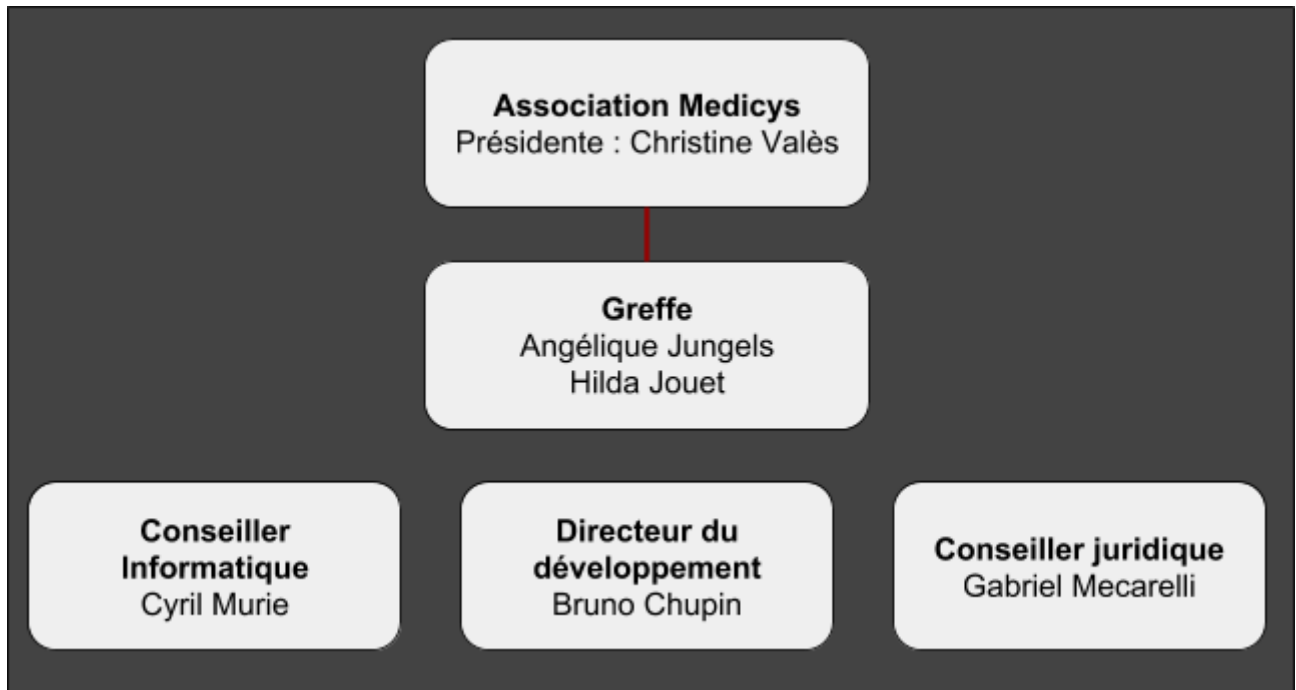 Association Medicys
Présidente : Christine Valès
Greffe
Angélique Jungels
Hilda Jouet
Conseiller
Informatique
Cyril Murie
Directeur du
développement
Bruno Chupin
Conseiller juridique
Gabriel Mecarelli